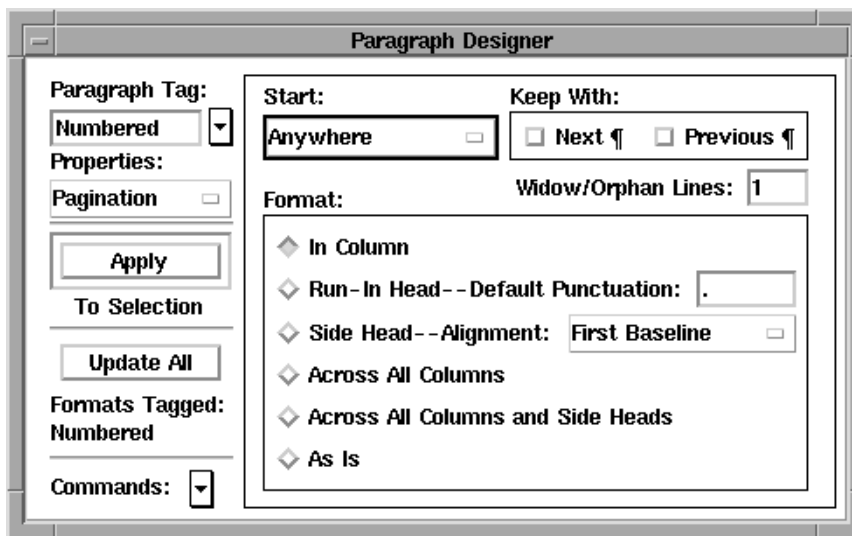 Paragraph Designer
Paragraph Tag:
Numbered
Properties:
Pagination
Apply
To Selection
Update All
Formats Tagged:
Numbered
Commands:
Start:
Anywhere
Keep With:
Next ¶ Previous ¶
Widow/Orphan Lines: 1
Format:
In Column
Run-In Head--Default Punctuation: .
Side Head--Alignment: First Baseline
Across All Columns
Across All Columns and Side Heads
As Is